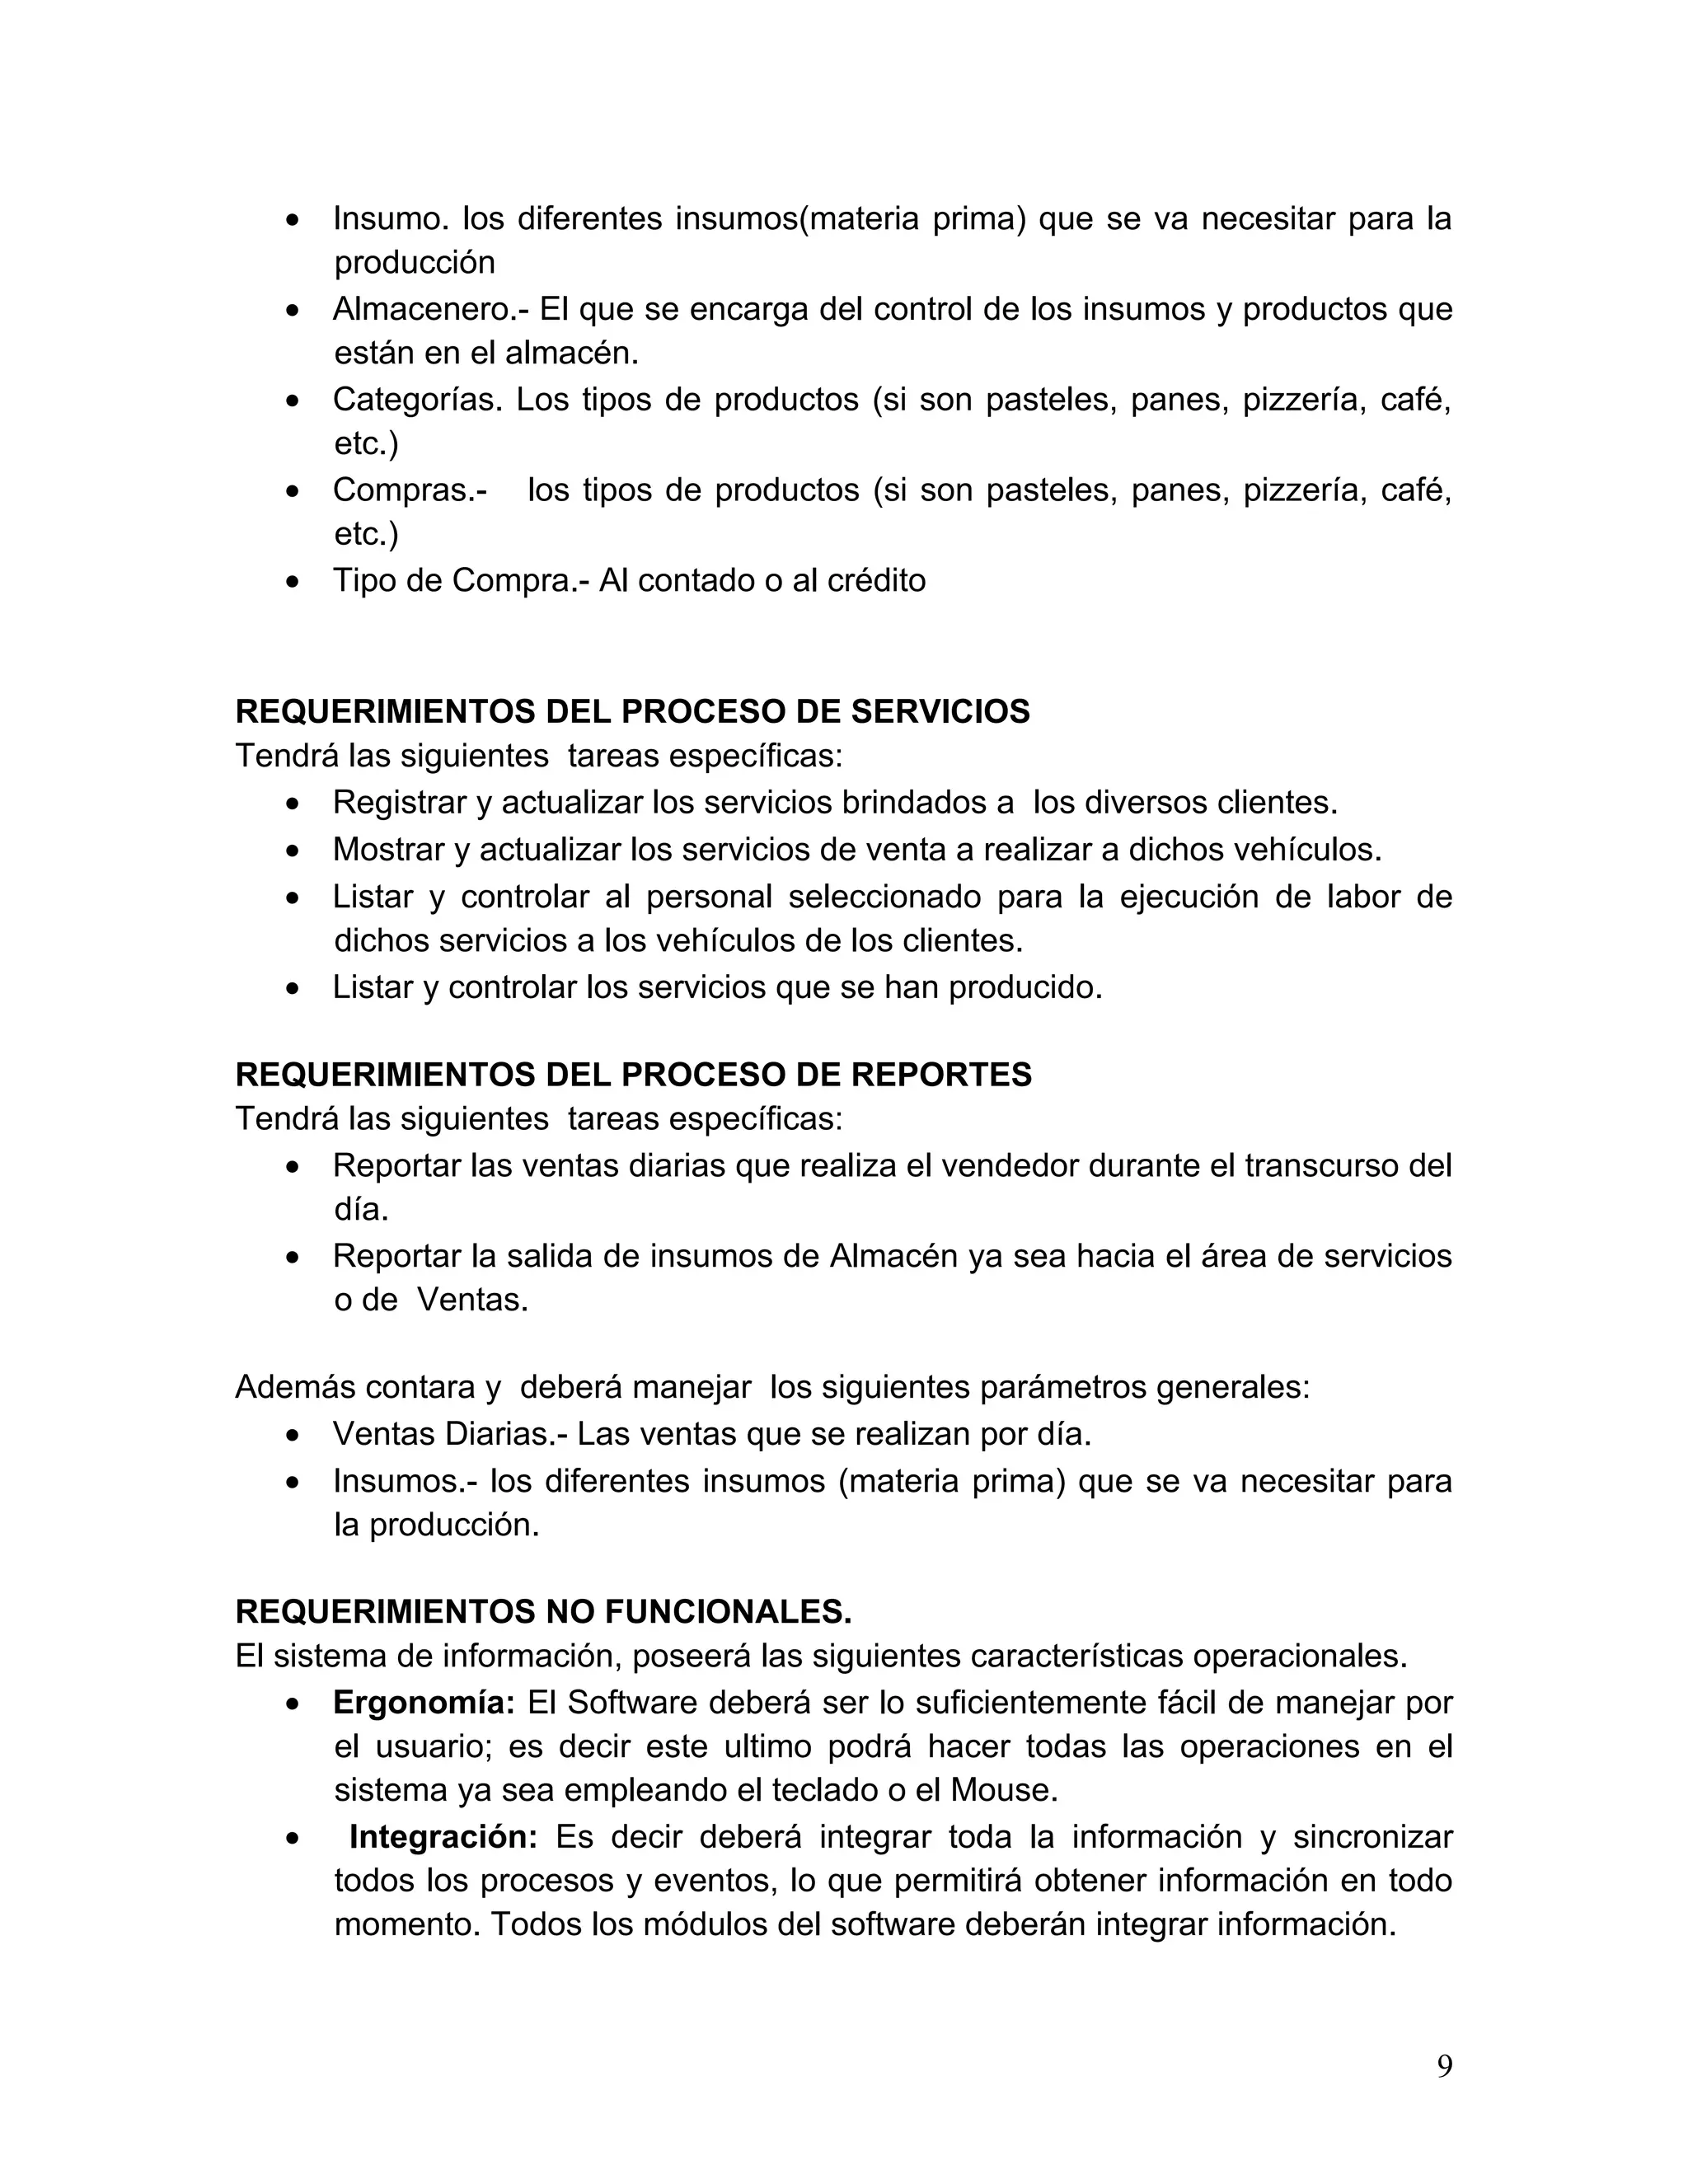 • Insumo. los diferentes insumos(materia prima) que se va necesitar para la
producción
• Almacenero.- El que se encarga del control de los insumos y productos que
están en el almacén.
• Categorías. Los tipos de productos (si son pasteles, panes, pizzería, café,
etc.)
• Compras.- los tipos de productos (si son pasteles, panes, pizzería, café,
etc.)
• Tipo de Compra.- Al contado o al crédito
REQUERIMIENTOS DEL PROCESO DE SERVICIOS
Tendrá las siguientes tareas específicas:
• Registrar y actualizar los servicios brindados a los diversos clientes.
• Mostrar y actualizar los servicios de venta a realizar a dichos vehículos.
• Listar y controlar al personal seleccionado para la ejecución de labor de
dichos servicios a los vehículos de los clientes.
• Listar y controlar los servicios que se han producido.
REQUERIMIENTOS DEL PROCESO DE REPORTES
Tendrá las siguientes tareas específicas:
• Reportar las ventas diarias que realiza el vendedor durante el transcurso del
día.
• Reportar la salida de insumos de Almacén ya sea hacia el área de servicios
o de Ventas.
Además contara y deberá manejar los siguientes parámetros generales:
• Ventas Diarias.- Las ventas que se realizan por día.
• Insumos.- los diferentes insumos (materia prima) que se va necesitar para
la producción.
REQUERIMIENTOS NO FUNCIONALES.
El sistema de información, poseerá las siguientes características operacionales.
• Ergonomía: El Software deberá ser lo suficientemente fácil de manejar por
el usuario; es decir este ultimo podrá hacer todas las operaciones en el
sistema ya sea empleando el teclado o el Mouse.
• Integración: Es decir deberá integrar toda la información y sincronizar
todos los procesos y eventos, lo que permitirá obtener información en todo
momento. Todos los módulos del software deberán integrar información.
9